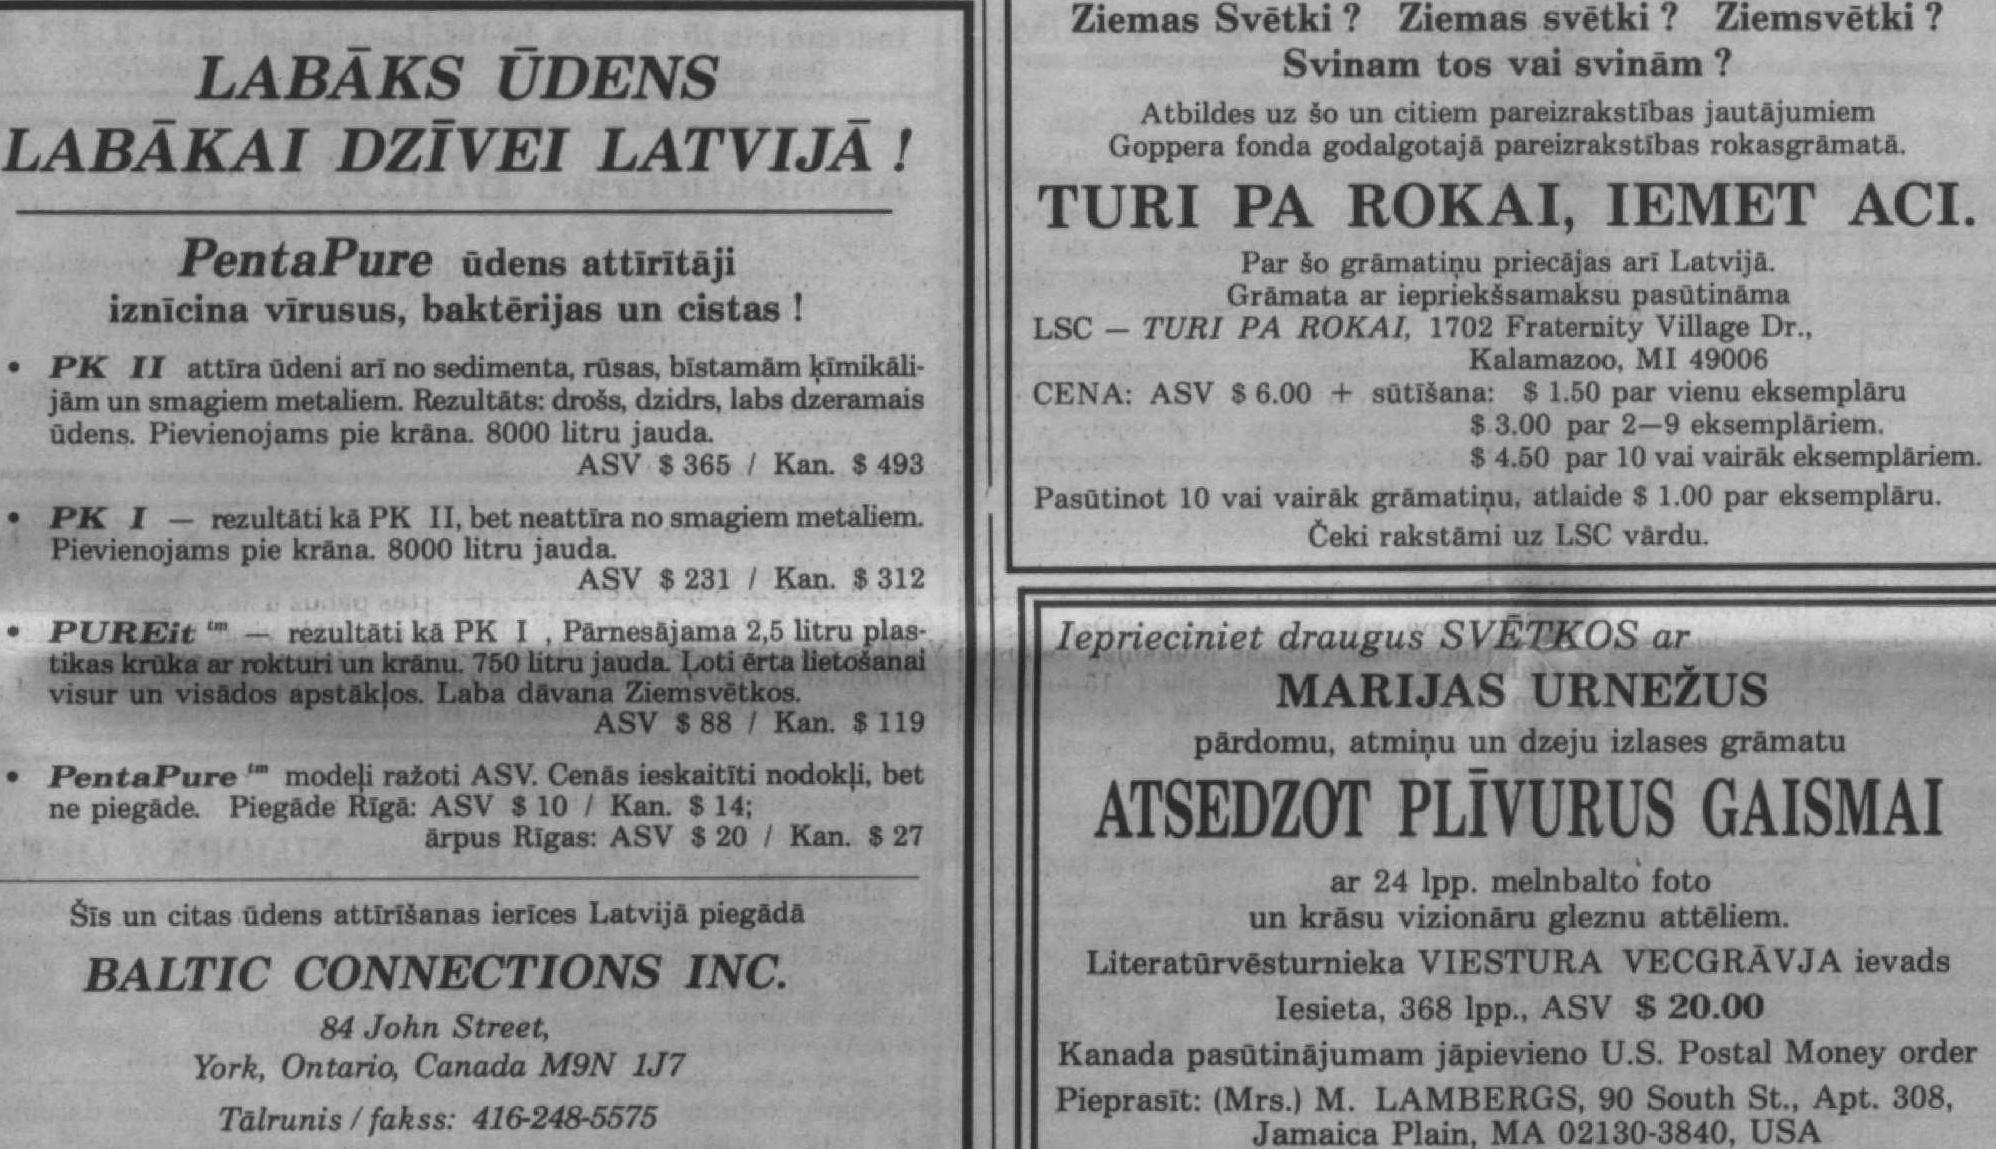 LABĀKS ŪDENS
LABĀKAI DZĪVEI LATVIJĀ !
PentaPure ūdens attīrītāji
iznīcina vīrusus, baktērijas un cistas !
• PK II attīra ūdeni arī no sedimenta, rūsas, bīstamām ķīmikāli-
jām un smagiem metaliem. Rezultāts: drošs, dzidrs, labs dzeramais
ūdens. Pievienojams pie krāna. 8000 litru jauda.
ASV $ 365 / Kan. $ 493
• PK I — rezultāti kā PK II, bet neattīra no smagiem metaliem.
Pievienojams pie krāna. 8000 litru jauda.
ASV $ 231 / Kan. $ 312
• PUREit tm — rezultāti kā PK I , Pārnesājama 2,5 litru plas-
tikas krūka ar rokturi un krānu. 750 litru jauda. Loti ērta lietošanai
visur un visādos apstākļos. Laba dāvana Ziemsvētkos.
ASV $ 88 / Kan. $ 119
• PentaPure tm modeļi ražoti ASV. Cenās ieskaitīti nodokļi, bet
ne piegāde. Piegāde Rīgā: ASV $ 10 / Kan. $ 14;
ārpus Rīgas: ASV $ 20 / Kan. $ 27
Šīs un citas ūdens attīrīšanas ierīces Latvijā piegādā
BALTIC CONNECTIONS INC.
84 John Street,
York, Ontario, Canada M9N 1J7
Tālrunis / fakss: 416-248-5575
Ziemas Svētki ? Ziemas svētki ? Ziemsvētki ?
Svinam tos vai svinām ?
Atbildes uz šo un citiem pareizrakstības jautājumiem
Goppera fonda godalgotajā pareizrakstības rokasgrāmatā.
TURI PA ROKAI, IEMET ACI.
Par šo grāmatiņu priecājas arī Latvijā.
Grāmata ar iepriekšsamaksu pasūtināma
LSC — TURI PA ROKAI, 1702 Fraternity Village Dr.,
Kalamazoo, MI 49006
CENA: ASV $ 6.00 + sūtīšana: $ 1.50 par vienu eksemplāru
$ 3.00 par 2—9 eksemplāriem.
$ 4.50 par 10 vai vairāk eksemplāriem.
Pasūtinot 10 vai vairāk grāmatiņu, atlaide $ 1.00 par eksemplāru.
Čeki rakstāmi uz LSC vārdu.
Ieprieciniet draugus SVĒTKOS ar
MARIJAS URNEŽUS
pārdomu, atmiņu un dzeju izlases grāmatu
ATSEDZOT PLĪVURUS GAISMAI
ar 24 lpp. melnbalto foto
un krāsu vizionāru gleznu attēliem.
Literatūrvēsturnieka VIESTURA VECGRĀVJA ievads
Iesieta, 368 lpp., ASV $ 20.00
Kanada pasūtinājumam jāpievieno U.S. Postal Money order
Pieprasīt: (Mrs.) M. LAMBERGS, 90 South St., Apt. 308,
Jamaica Plain, MA 02130-3840, USA